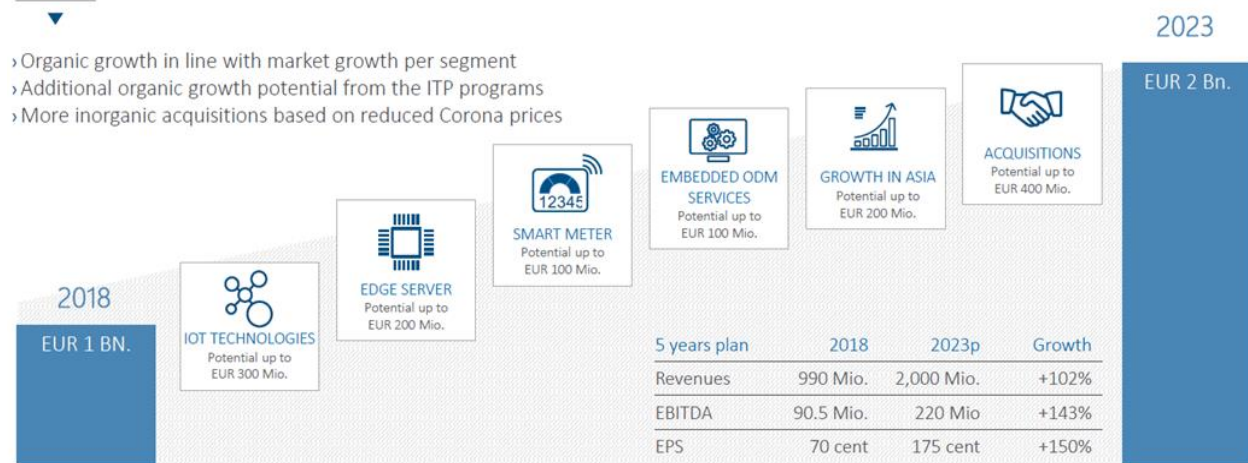 2023
EUR 2 Bn.
› Organic growth in line with market growth per segment
› Additional organic growth potential from the ITP programs
› More inorganic acquisitions based on reduced Corona prices
ACQUISITIONS
Potential up to
EUR 400 Mio.
GROWTH IN ASIA
Potential up to
EUR 200 Mio.
EMBEDDED ODM
SERVICES
Potential up to
EUR 100 Mio.
12345
SMART METER
Potential up to
EUR 100 Mio.
EDGE SERVER
Potential up to
EUR 200 Mio.
IOT TECHNOLOGIES
Potential up to
EUR 300 Mio.
2018
EUR 1 BN.
5 years plan 2018 2023p Growth
Revenues 990 Mio. 2,000 Mio. +102%
EBITDA 90.5 Mio. 220 Mio +143%
EPS 70 cent 175 cent +150%